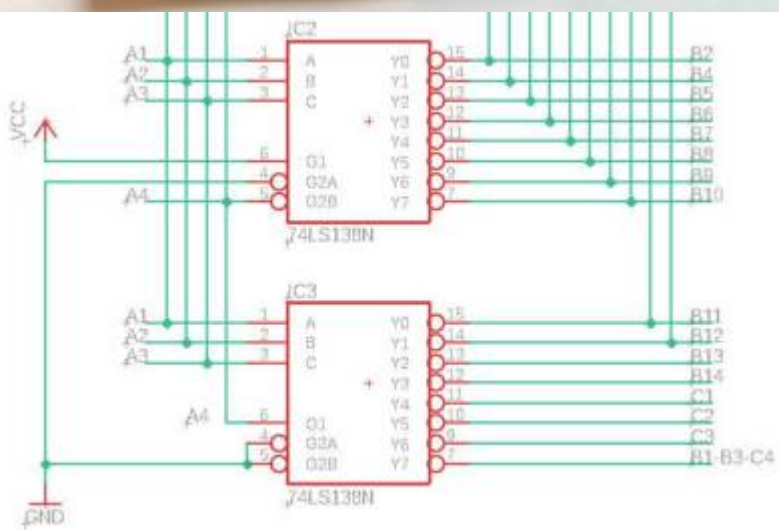 IC2
A1 1 A Y0 15 B2
A2 2 B Y1 14 B4
A3 3 C Y2 13 B5
Y3 12 B6
VCC
Y4 11 B7
6 G1 Y5 10 B8
4 G2A Y6 9 B9
A4 5 G2B Y7 7 B10
74LS138N
IC3
A1 1 A Y0 15 B11
A2 2 B Y1 14 B12
A3 3 C Y2 13 B13
Y3 12 B14
Y4 11 C1
A4 6 G1 Y5 10 C2
4 G2A Y6 9 C3
5 G2B Y7 7 B1-B3-C4
74LS138N
GND